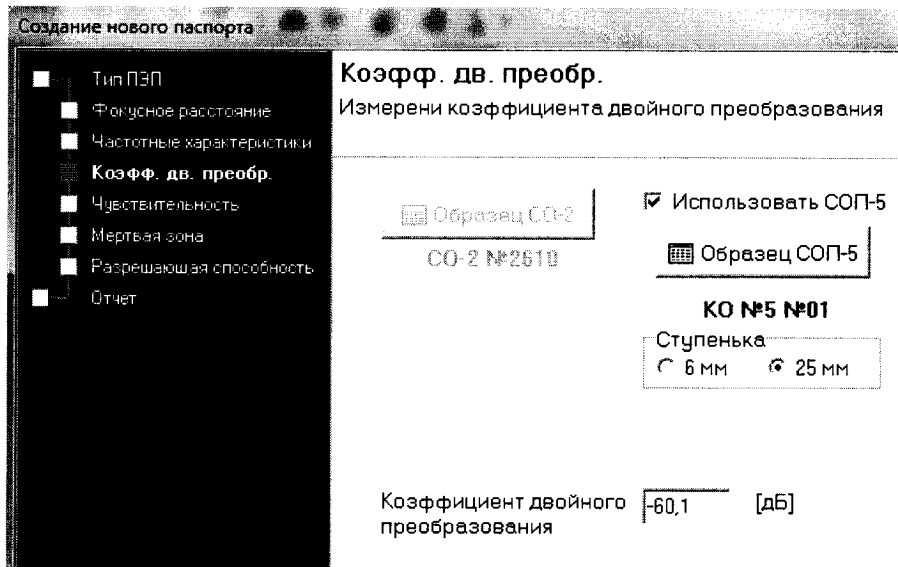 Создание нового паспорта
Тип ПЭП
Фокусное расстояние
Частотные характеристики
Коэфф. дв. преобр.
Чувствительность
Мертвая зона
Разрешающая способность
Отчет
Коэфф. дв. преобр.
Измерени коэффициента двойного преобразования
Образец СО-2
СО-2 №2610
Использовать СОП-5
Образец СОП-5
КО №5 №01
Ступенька
6 мм
25 мм
Коэффициент двойного
преобразования
-60,1
[дБ]